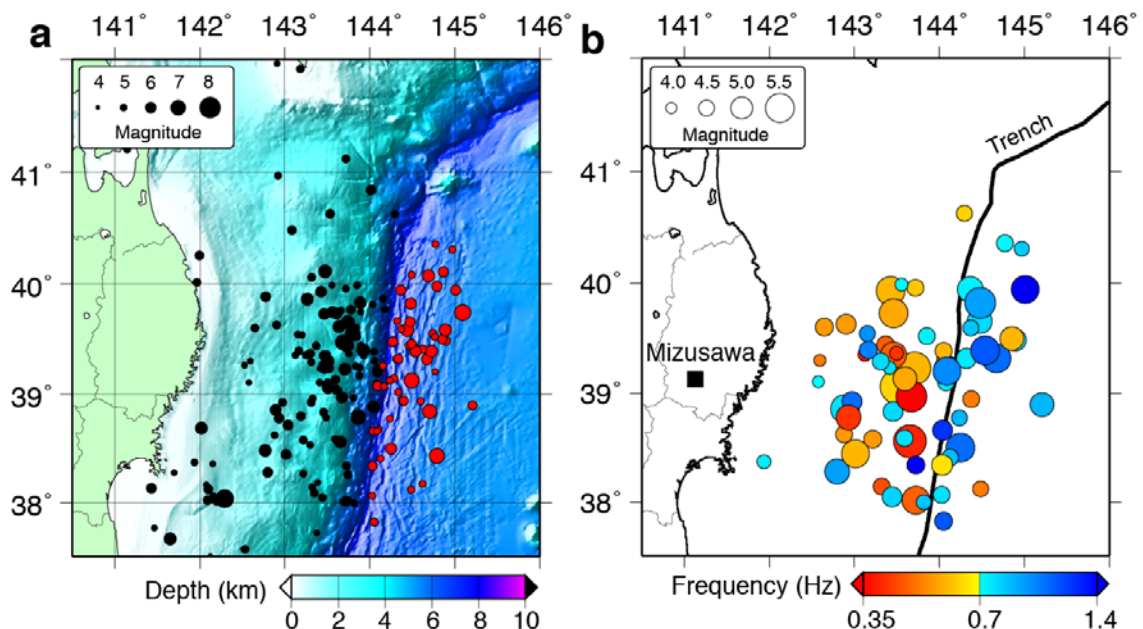 a
141° 142° 143° 144° 145° 146°
4 5 6 7 8
Magnitude
41°
40°
39°
38°
Depth (km)
0 2 4 6 8 10
b
141° 142° 143° 144° 145° 146°
4.0 4.5 5.0 5.5
Magnitude
Trench
41°
40°
Mizusawa
39°
38°
Frequency (Hz)
0.35 0.7 1.4